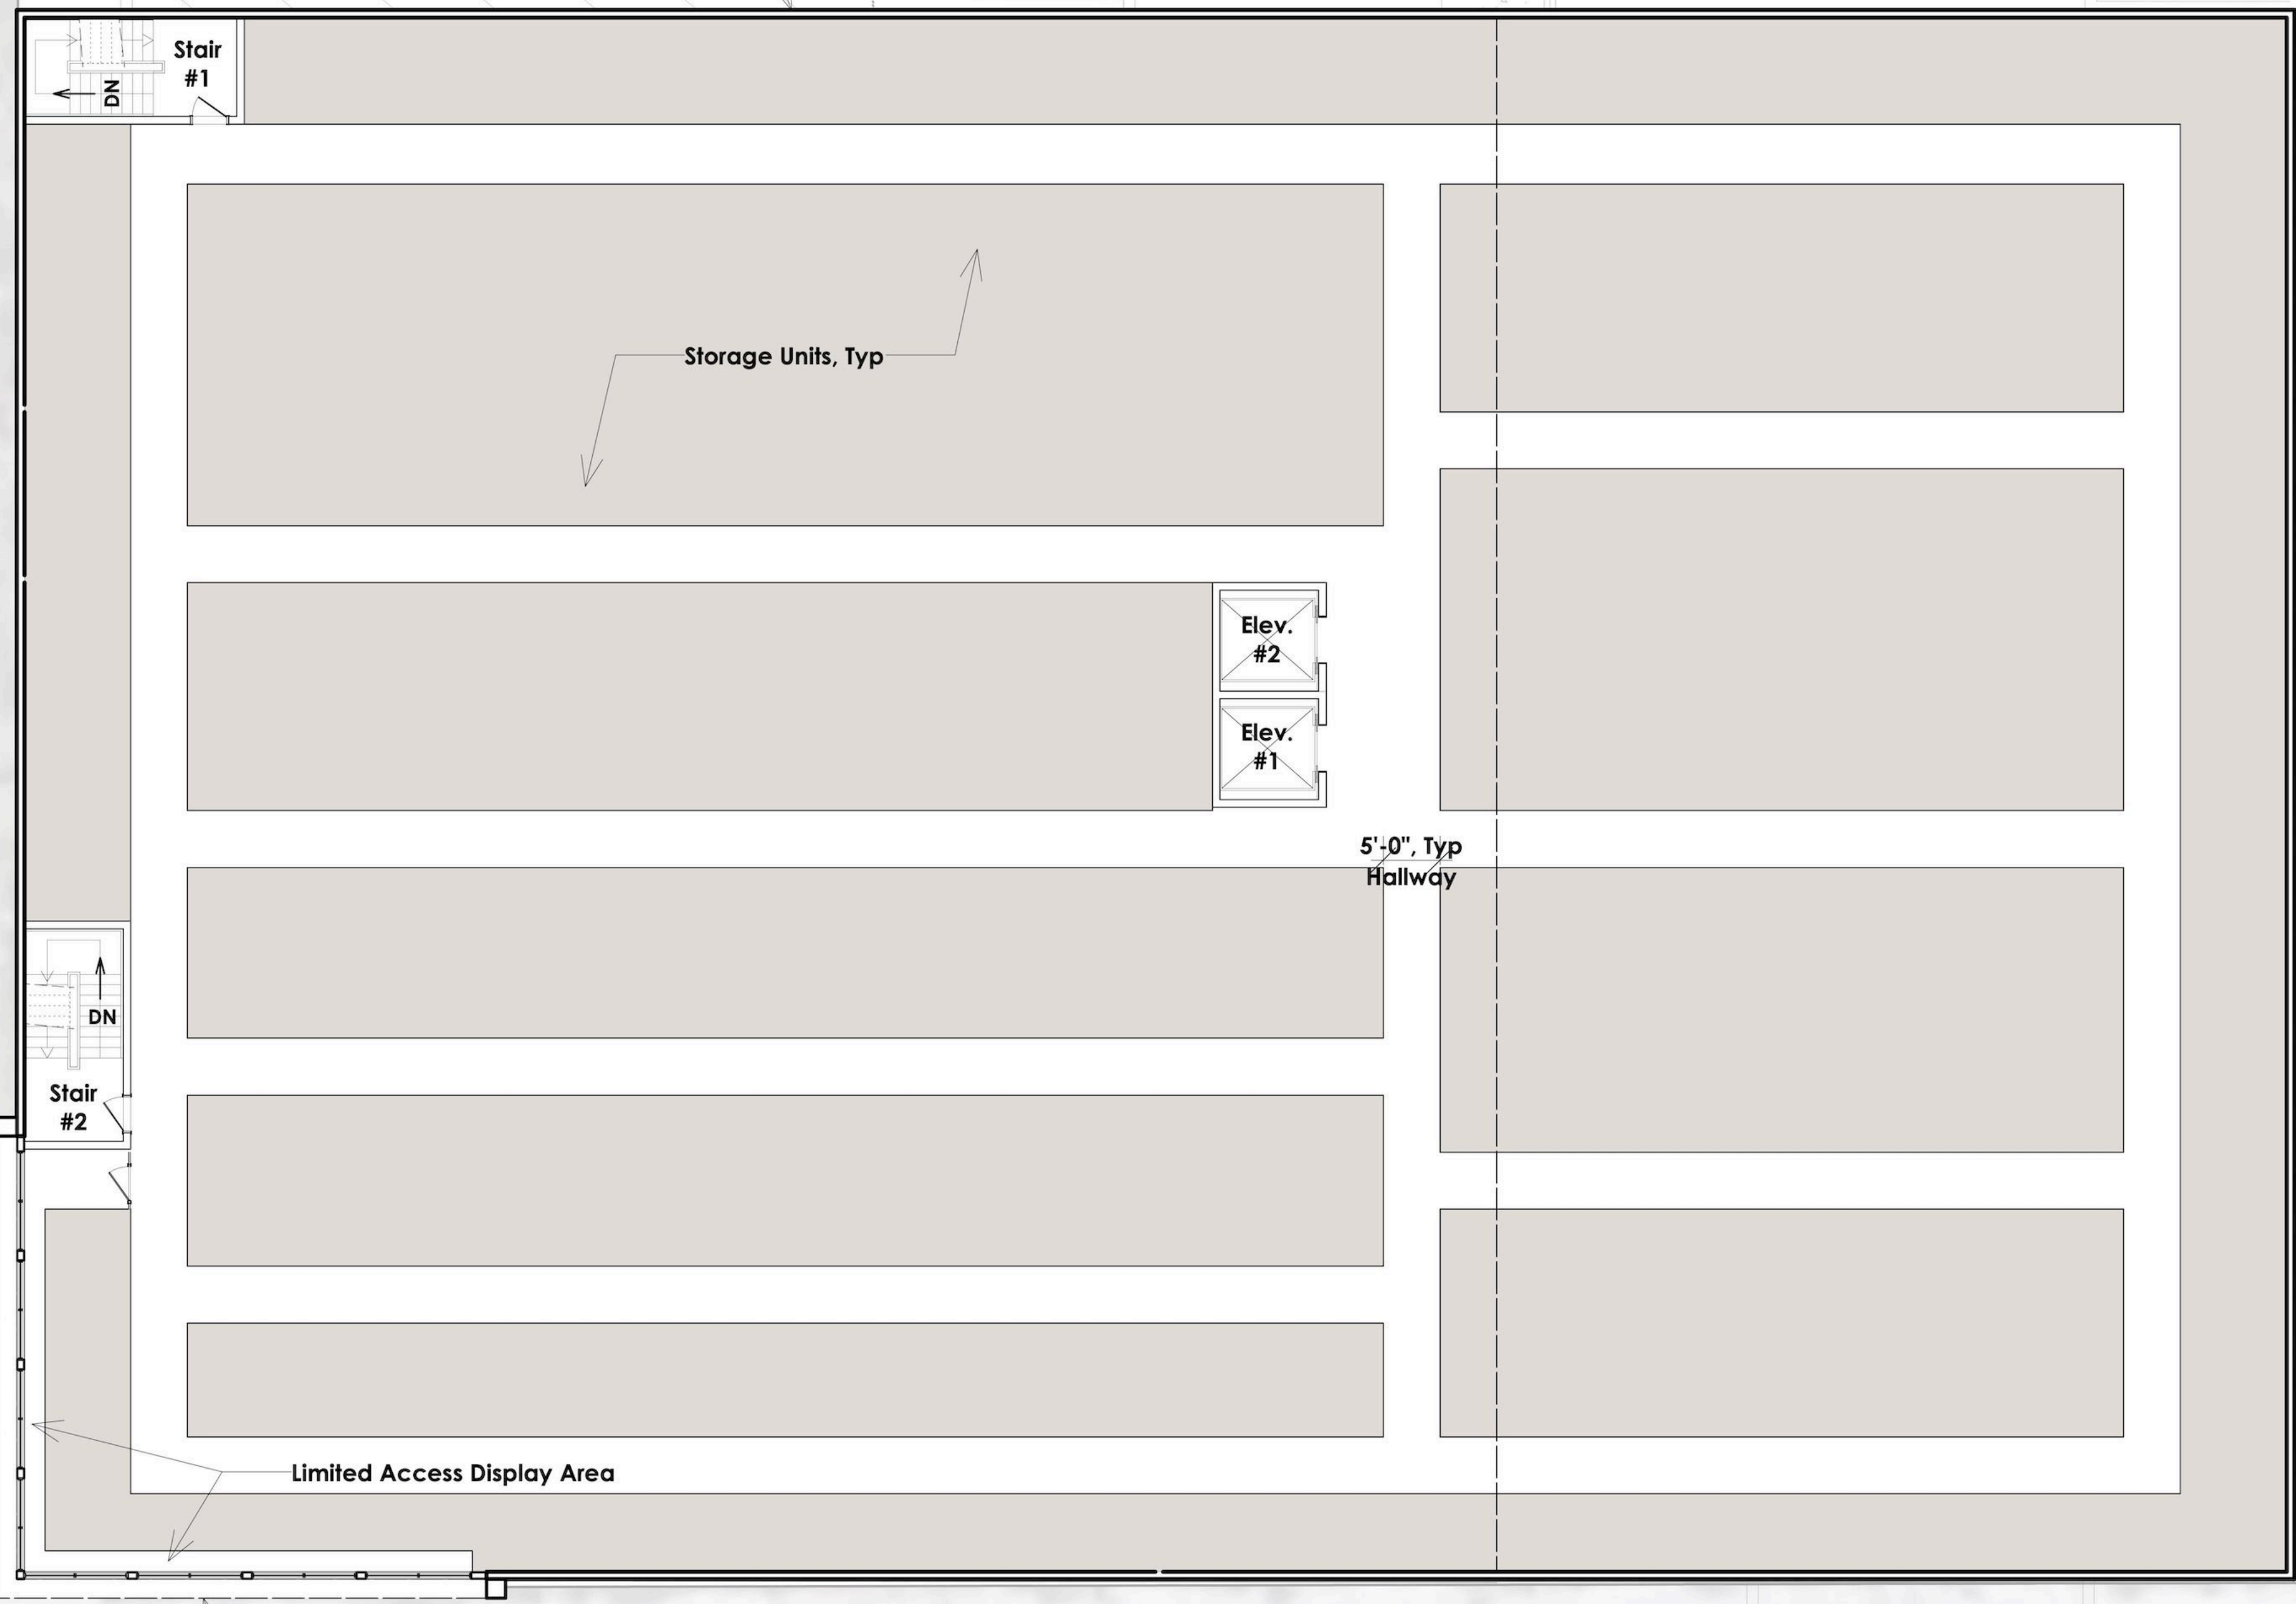 Stair
#1
DN
Storage Units, Typ
Elev.
#2
Elev.
#1
5'-0", Typ
Hallway
DN
Stair
#2
Limited Access Display Area